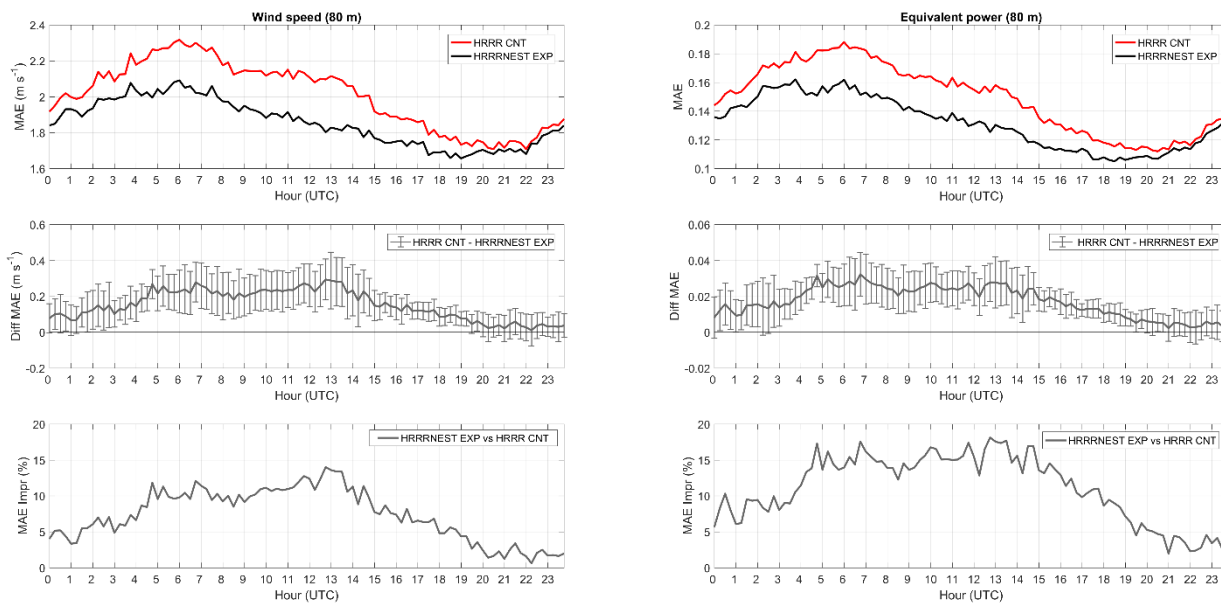 Wind speed (80 m)
2.4
2.2
2
1.8
1.6
MAE (m s⁻¹)
HRRR CNT
HRRRNEST EXP
0 1 2 3 4 5 6 7 8 9 10 11 12 13 14 15 16 17 18 19 20 21 22 23
Hour (UTC)
0.6
0.4
0.2
0
-0.2
Diff MAE (m s⁻¹)
HRRR CNT - HRRRNEST EXP
0 1 2 3 4 5 6 7 8 9 10 11 12 13 14 15 16 17 18 19 20 21 22 23
Hour (UTC)
20
15
10
5
0
MAE Impr (%)
HRRRNEST EXP vs HRRR CNT
0 1 2 3 4 5 6 7 8 9 10 11 12 13 14 15 16 17 18 19 20 21 22 23
Hour (UTC)
Equivalent power (80 m)
0.2
0.18
0.16
0.14
0.12
0.1
MAE
HRRR CNT
HRRRNEST EXP
0 1 2 3 4 5 6 7 8 9 10 11 12 13 14 15 16 17 18 19 20 21 22 23
Hour (UTC)
0.06
0.04
0.02
0
-0.02
Diff MAE
HRRR CNT - HRRRNEST EXP
0 1 2 3 4 5 6 7 8 9 10 11 12 13 14 15 16 17 18 19 20 21 22 23
Hour (UTC)
20
15
10
5
0
MAE Impr (%)
HRRRNEST EXP vs HRRR CNT
0 1 2 3 4 5 6 7 8 9 10 11 12 13 14 15 16 17 18 19 20 21 22 23
Hour (UTC)